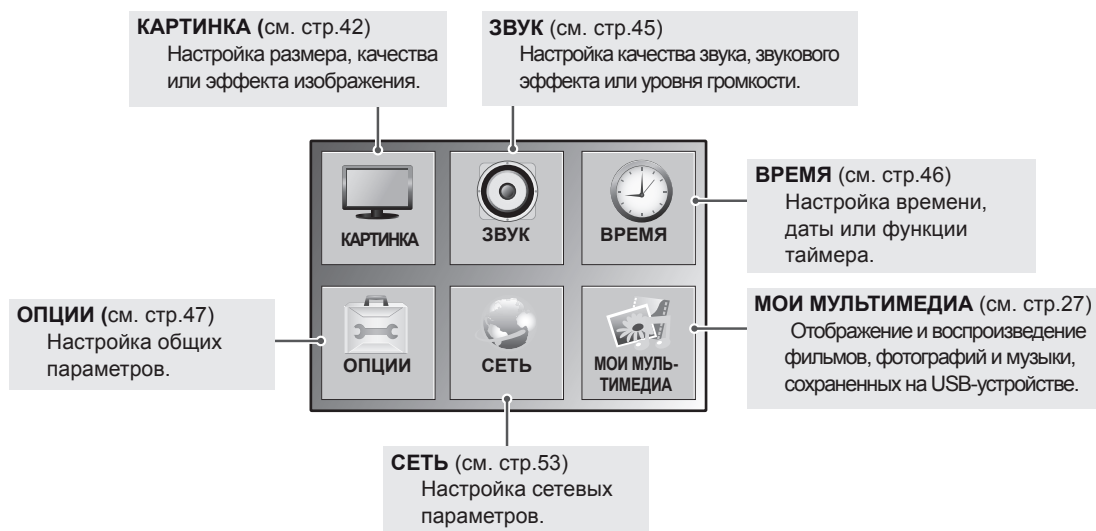 КАРТИНКА (см. стр.42)
Настройка размера, качества
или эффекта изображения.
ЗВУК (см. стр.45)
Настройка качества звука, звукового
эффекта или уровня громкости.
КАРТИНКА
ЗВУК
ВРЕМЯ
ВРЕМЯ (см. стр.46)
Настройка времени,
даты или функции
таймера.
ОПЦИИ (см. стр.47)
Настройка общих
параметров.
ОПЦИИ
СЕТЬ
МОИ МУЛЬ-
ТИМЕДИА
МОИ МУЛЬТИМЕДИА (см. стр.27)
Отображение и воспроизведение
фильмов, фотографий и музыки,
сохраненных на USB-устройстве.
СЕТЬ (см. стр.53)
Настройка сетевых
параметров.